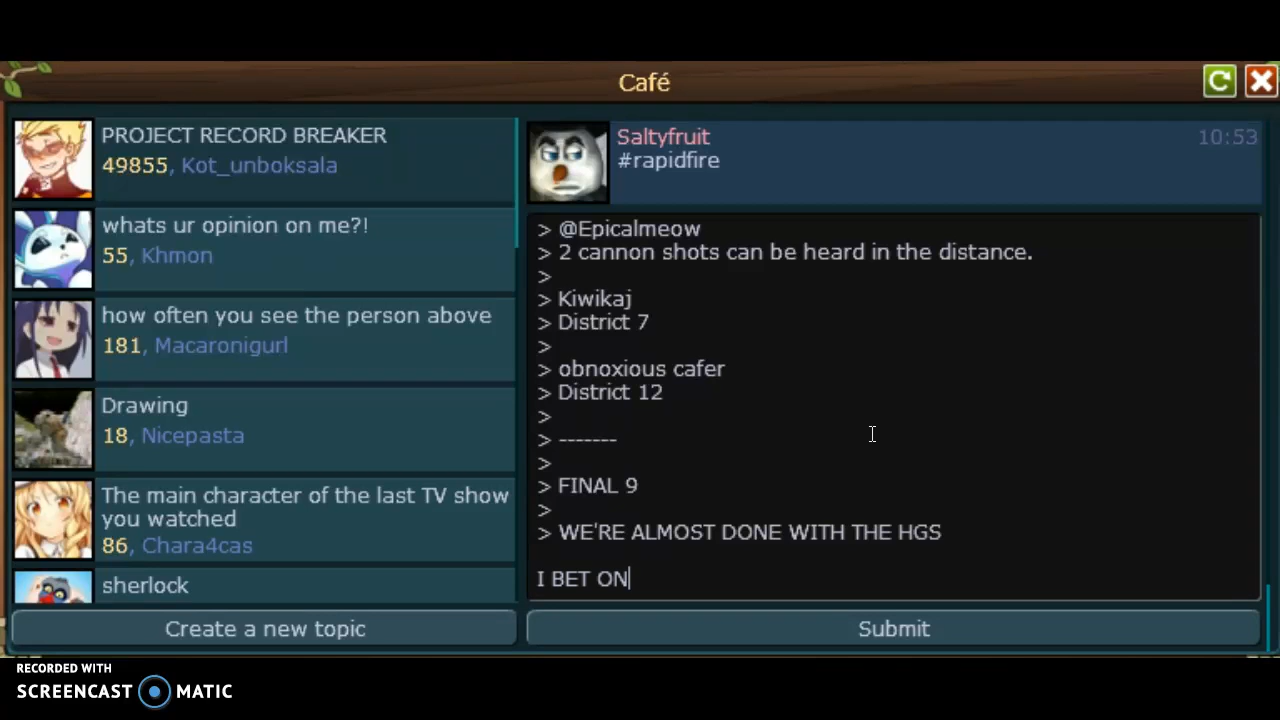 Café
PROJECT RECORD BREAKER
49855, Kot_unboksala
whats ur opinion on me?!
55, Khmon
how often you see the person above
181, Macaronigurl
Drawing
18, Nicepasta
The main character of the last TV show
you watched
86, Chara4cas
sherlock
Create a new topic
Saltyfruit
10:53
#rapidfire
> @Epicalmeow
> 2 cannon shots can be heard in the distance.
>
> Kiwikaj
> District 7
>
> obnoxious cafer
> District 12
>
> -------
>
> FINAL 9
>
> WE'RE ALMOST DONE WITH THE HGS
I BET ON
Submit
RECORDED WITH
SCREENCAST MATIC